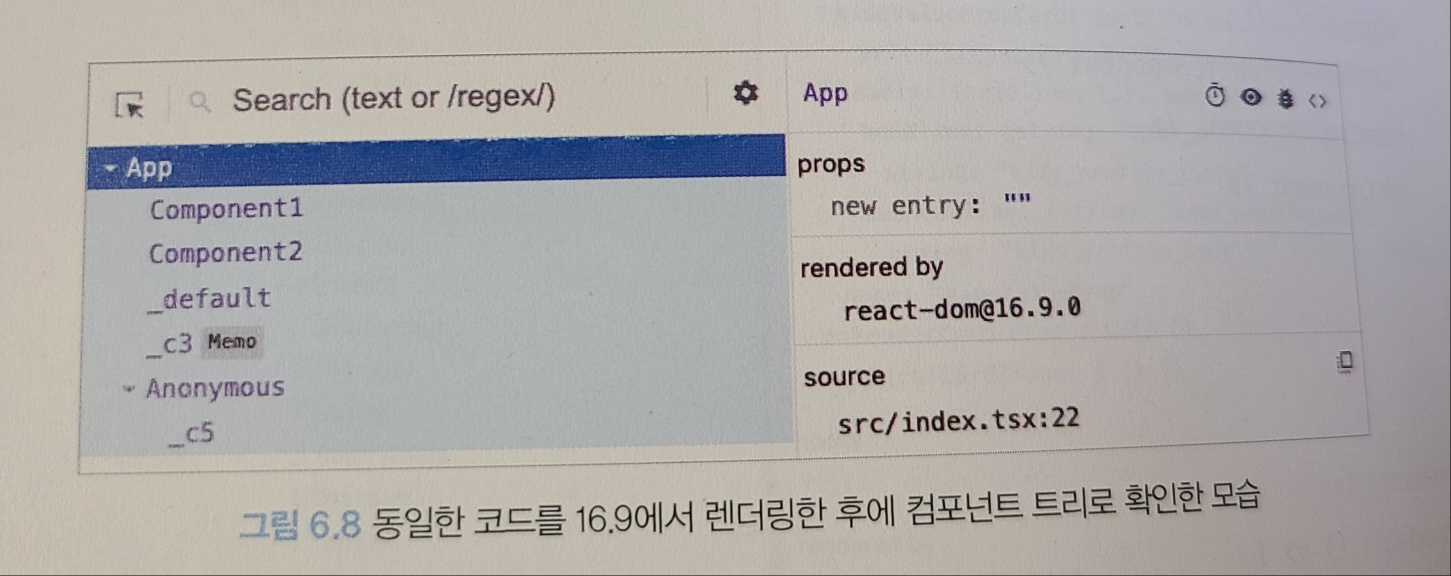 Search (text or /regex/)
App
App
Component1
Component2
_default
_c3 Memo
Anonymous
_c5
props
new entry: ""
rendered by
react-dom@16.9.0
source
src/index.tsx:22
그림 6.8 동일한 코드를 16.9에서 렌더링한 후에 컴포넌트 트리로 확인한 모습